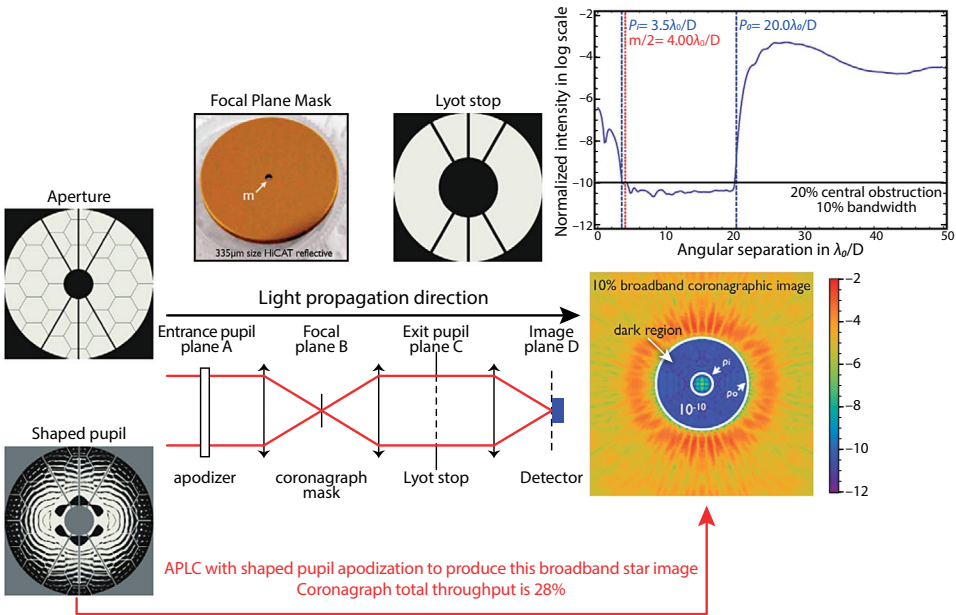 Focal Plane Mask
m
335μm size HiCAT reflective
Lyot stop
Aperture
Normalized intensity in log scale
−2
−4
−6
−8
−10
−12
Pi= 3.5λ0/D
m/2= 4.00λ0/D
P0= 20.0λ0/D
20% central obstruction
10% bandwidth
0
10
20
30
40
50
Angular separation in λ0/D
Light propagation direction
Entrance pupil
plane A
Focal
plane B
Exit pupil
plane C
Image
plane D
apodizer
coronagraph
mask
Lyot stop
Detector
Shaped pupil
10% broadband coronagraphic image
dark region
ρi
ρo
10-10
−2
−4
−6
−8
−10
−12
APLC with shaped pupil apodization to produce this broadband star image
Coronagraph total throughput is 28%